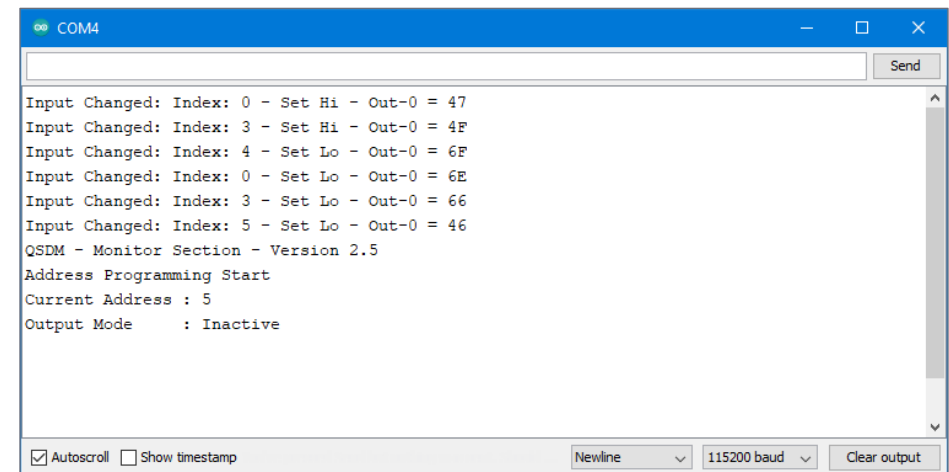 COM4
Send
Input Changed: Index: 0 - Set Hi - Out-0 = 47
Input Changed: Index: 3 - Set Hi - Out-0 = 4F
Input Changed: Index: 4 - Set Lo - Out-0 = 6F
Input Changed: Index: 0 - Set Lo - Out-0 = 6E
Input Changed: Index: 3 - Set Lo - Out-0 = 66
Input Changed: Index: 5 - Set Lo - Out-0 = 46
QSDM - Monitor Section - Version 2.5
Address Programming Start
Current Address : 5
Output Mode     : Inactive
Autoscroll Show timestamp Newline 115200 baud Clear output